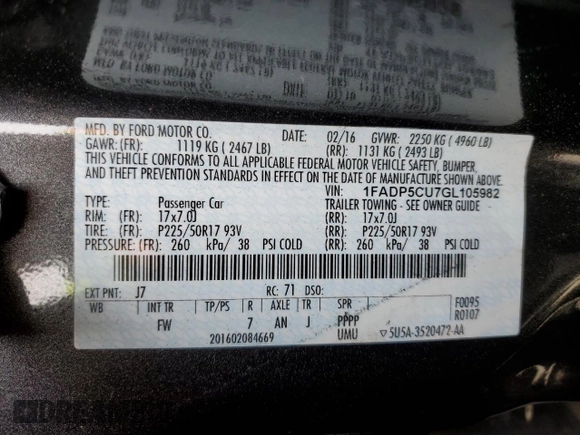 MFD. BY FORD MOTOR CO. DATE: 02/16 GVWR: 2250 KG ( 4960 LB)
GAWR: (FR) 1119 KG ( 2467 LB) RR: 1131 KG ( 2493 LB)
THIS VEHICLE CONFORMS TO ALL APPLICABLE FEDERAL MOTOR VEHICLE SAFETY, BUMPER,
AND THEFT PREVENTION STANDARDS IN EFFECT ON THE DATE OF MANUFACTURE SHOWN ABOVE.
VIN: 1FADP5CU7GL105982
TYPE: Passenger Car TRAILER TOWING - SEE OWNER GUIDE
RIM: (FR) 17x7.0J (RR) 17x7.0J
TIRE: (FR) P225/50R17 93V (RR) P225/50R17 93V
PRESSURE: (FR) 260 kPa/ 38 PSI COLD (RR) 260 kPa/ 38 PSI COLD
EXT PNT: J7 RC: 71 DSO:
WB INT TR TP/PS R AXLE TR SPR F0095
FW 7 AN J PPPP R0107
201602084669 UMU 5U5A-3520472-AA